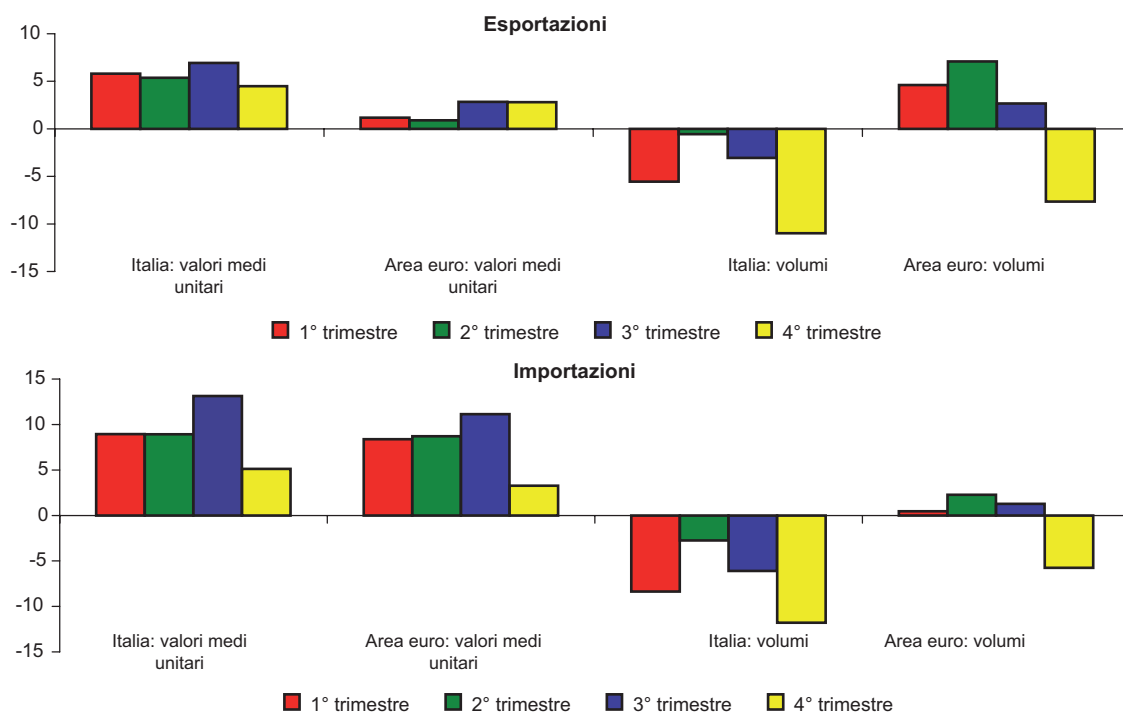 Esportazioni
10
5
0
-5
-10
-15
Italia: valori medi
unitari
Area euro: valori medi
unitari
Italia: volumi
Area euro: volumi
1° trimestre
2° trimestre
3° trimestre
4° trimestre
Importazioni
15
10
5
0
-5
-10
-15
Italia: valori medi
unitari
Area euro: valori medi
unitari
Italia: volumi
Area euro: volumi
1° trimestre
2° trimestre
3° trimestre
4° trimestre